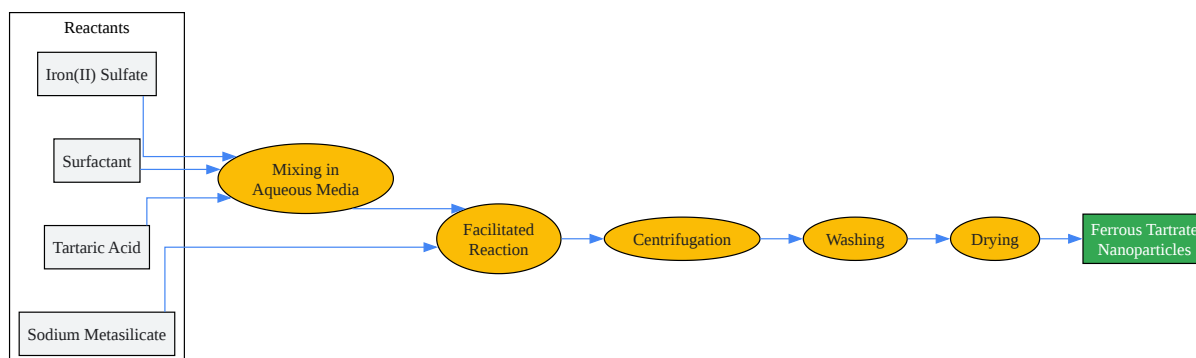 Reactants
Iron(II) Sulfate
Surfactant
Tartaric Acid
Sodium Metasilicate
Mixing in
Aqueous Media
Facilitated
Reaction
Centrifugation
Washing
Drying
Ferrous Tartrate
Nanoparticles